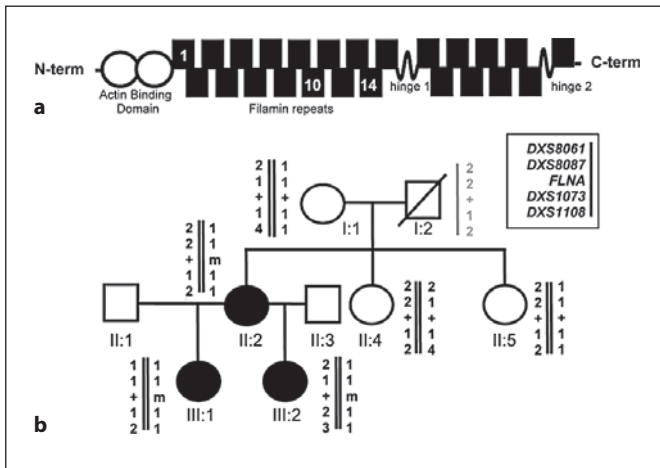 1
N-term
C-term
10 14
Actin Binding
Domain
Filamin repeats
hinge 1
hinge 2
a
DXS8061
DXS8087
FLNA
DXS1073
DXS1108
2 1
1 1
+ +
1 1
4 1
I:1
2
2
+
1
2
I:2
2 1
2 1
+ m
1 1
2 1
II:1
II:2
II:3
II:4
2 2
2 1
+ +
1 1
2 4
II:5
2 1
2 1
+ +
1 1
2 1
1 1
1 1
+ m
1 1
2 1
III:1
2 1
1 1
+ m
2 1
3 1
III:2
b